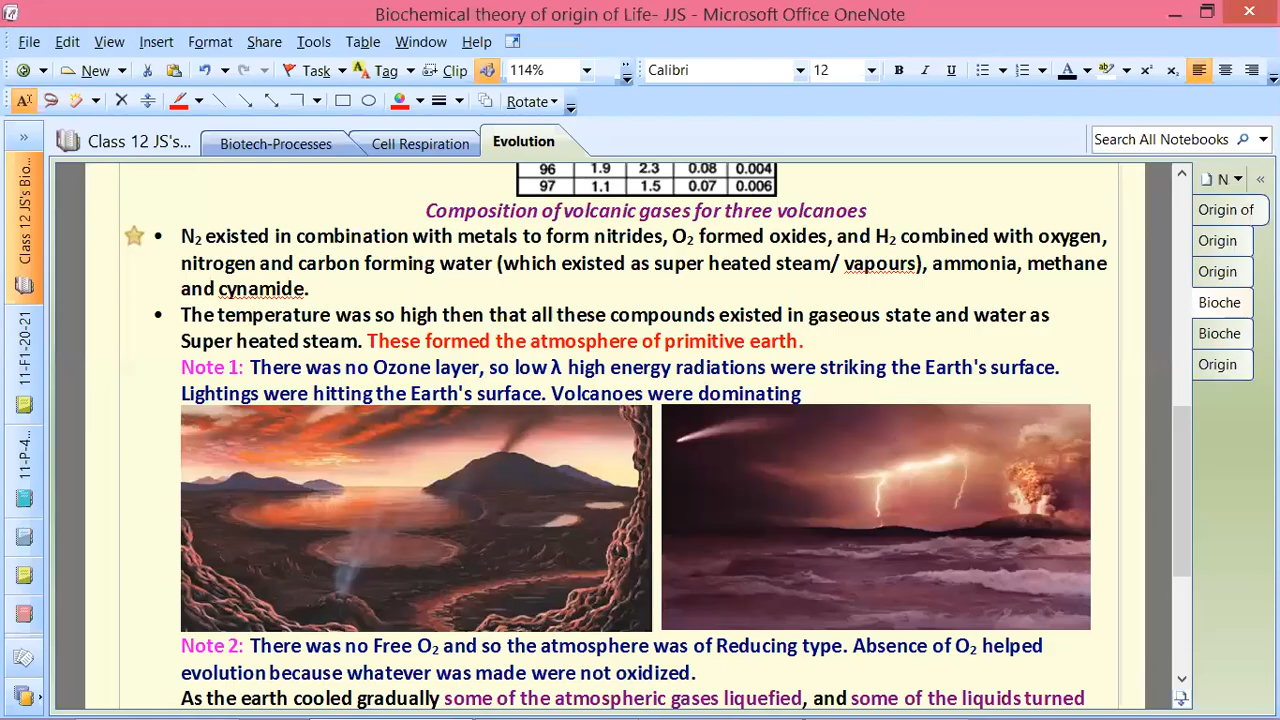 Biochemical theory of origin of Life- JJS - Microsoft Office OneNote
File Edit View Insert Format Share Tools Table Window Help
New Task Tag Clip 114% Calibri 12 B I U
Rotate
Class 12 JS's... Biotech-Processes Cell Respiration Evolution Search All Notebooks
Class 12 JS's Bio...
11-F1-20-21
11-P-4...
N
Origin of
Origin
Origin
Bioche
Bioche
Origin
96 1.9 2.3 0.08 0.004
97 1.1 1.5 0.07 0.006
Composition of volcanic gases for three volcanoes
• N₂ existed in combination with metals to form nitrides, O₂ formed oxides, and H₂ combined with oxygen,
nitrogen and carbon forming water (which existed as super heated steam/ vapours), ammonia, methane
and cynamide.
• The temperature was so high then that all these compounds existed in gaseous state and water as
Super heated steam. These formed the atmosphere of primitive earth.
Note 1: There was no Ozone layer, so low λ high energy radiations were striking the Earth's surface.
Lightings were hitting the Earth's surface. Volcanoes were dominating
Note 2: There was no Free O₂ and so the atmosphere was of Reducing type. Absence of O₂ helped
evolution because whatever was made were not oxidized.
As the earth cooled gradually some of the atmospheric gases liquefied, and some of the liquids turned